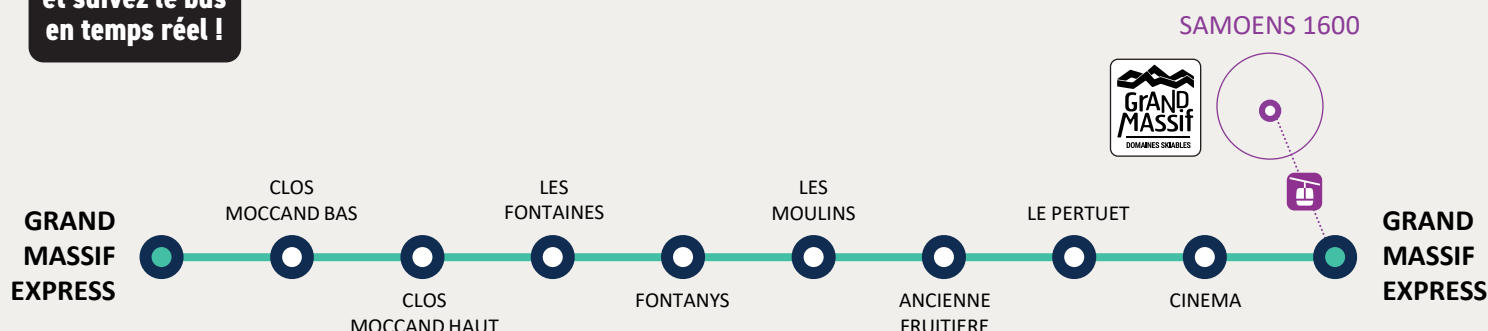 et suivez le bus
en temps réel !
SAMOENS 1600
GrAND
MASSif
DOMAINES SKIABLES
CLOS
MOCCAND BAS
LES
FONTAINES
LES
MOULINS
LE PERTUET
GRAND
MASSIF
EXPRESS
GRAND
MASSIF
EXPRESS
CLOS
MOCCAND HAUT
FONTANYS
ANCIENNE
FRUITIERE
CINEMA